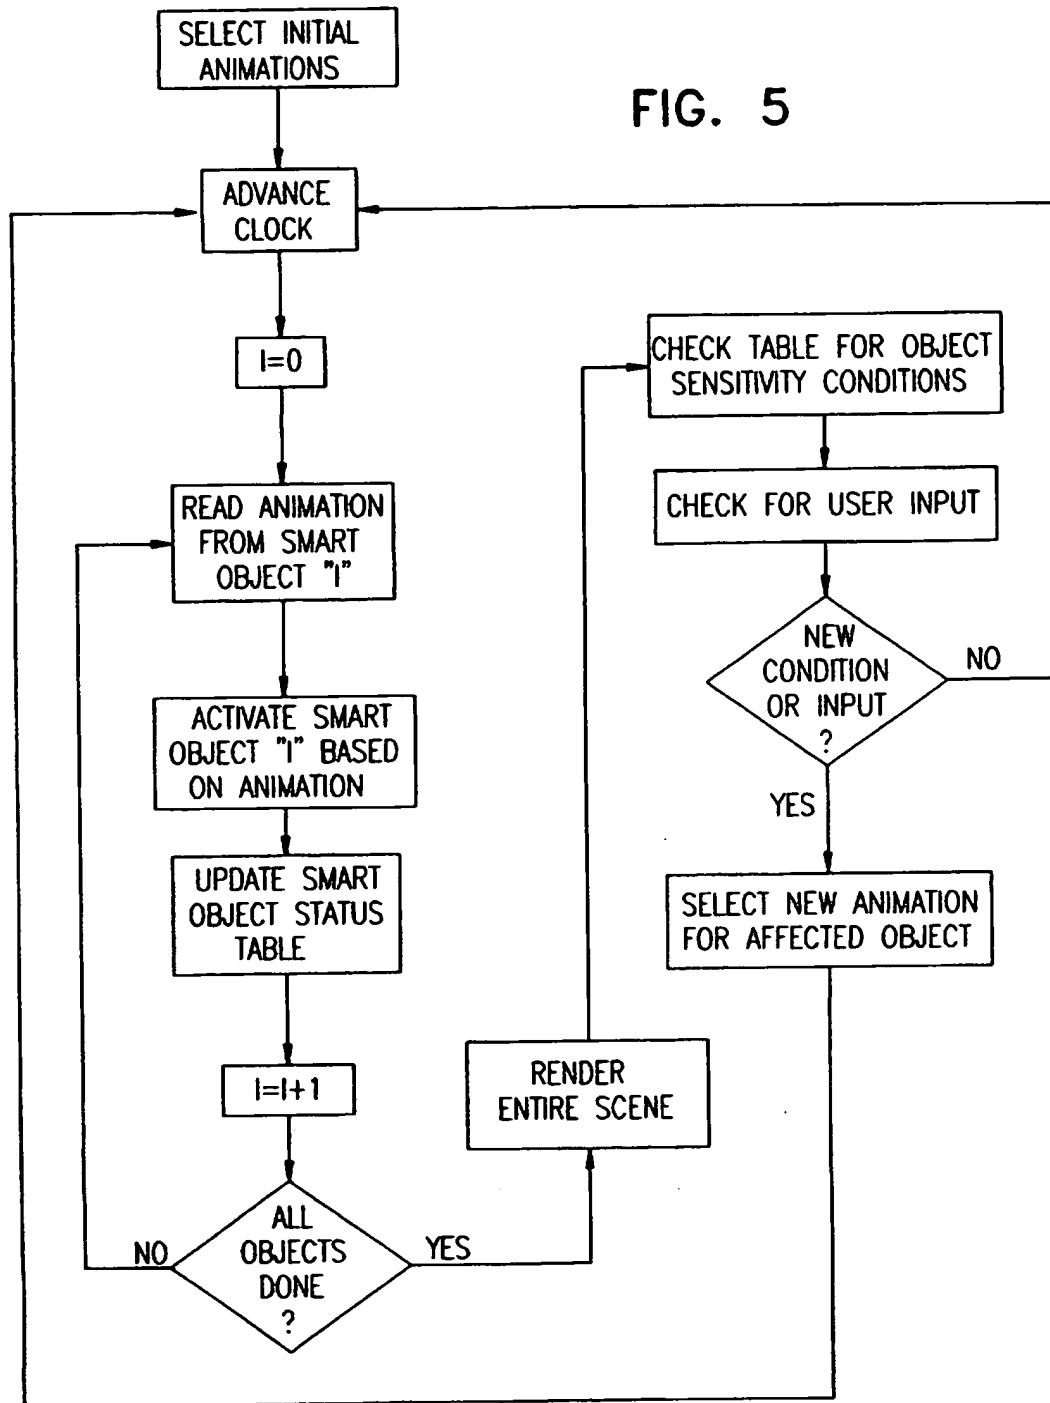 SELECT INITIAL
ANIMATIONS
FIG. 5
ADVANCE
CLOCK
I=0
READ ANIMATION
FROM SMART
OBJECT "I"
ACTIVATE SMART
OBJECT "I" BASED
ON ANIMATION
UPDATE SMART
OBJECT STATUS
TABLE
I=I+1
ALL
OBJECTS
DONE
?
NO
YES
RENDER
ENTIRE SCENE
CHECK TABLE FOR OBJECT
SENSITIVITY CONDITIONS
CHECK FOR USER INPUT
NEW
CONDITION
OR INPUT
?
NO
YES
SELECT NEW ANIMATION
FOR AFFECTED OBJECT